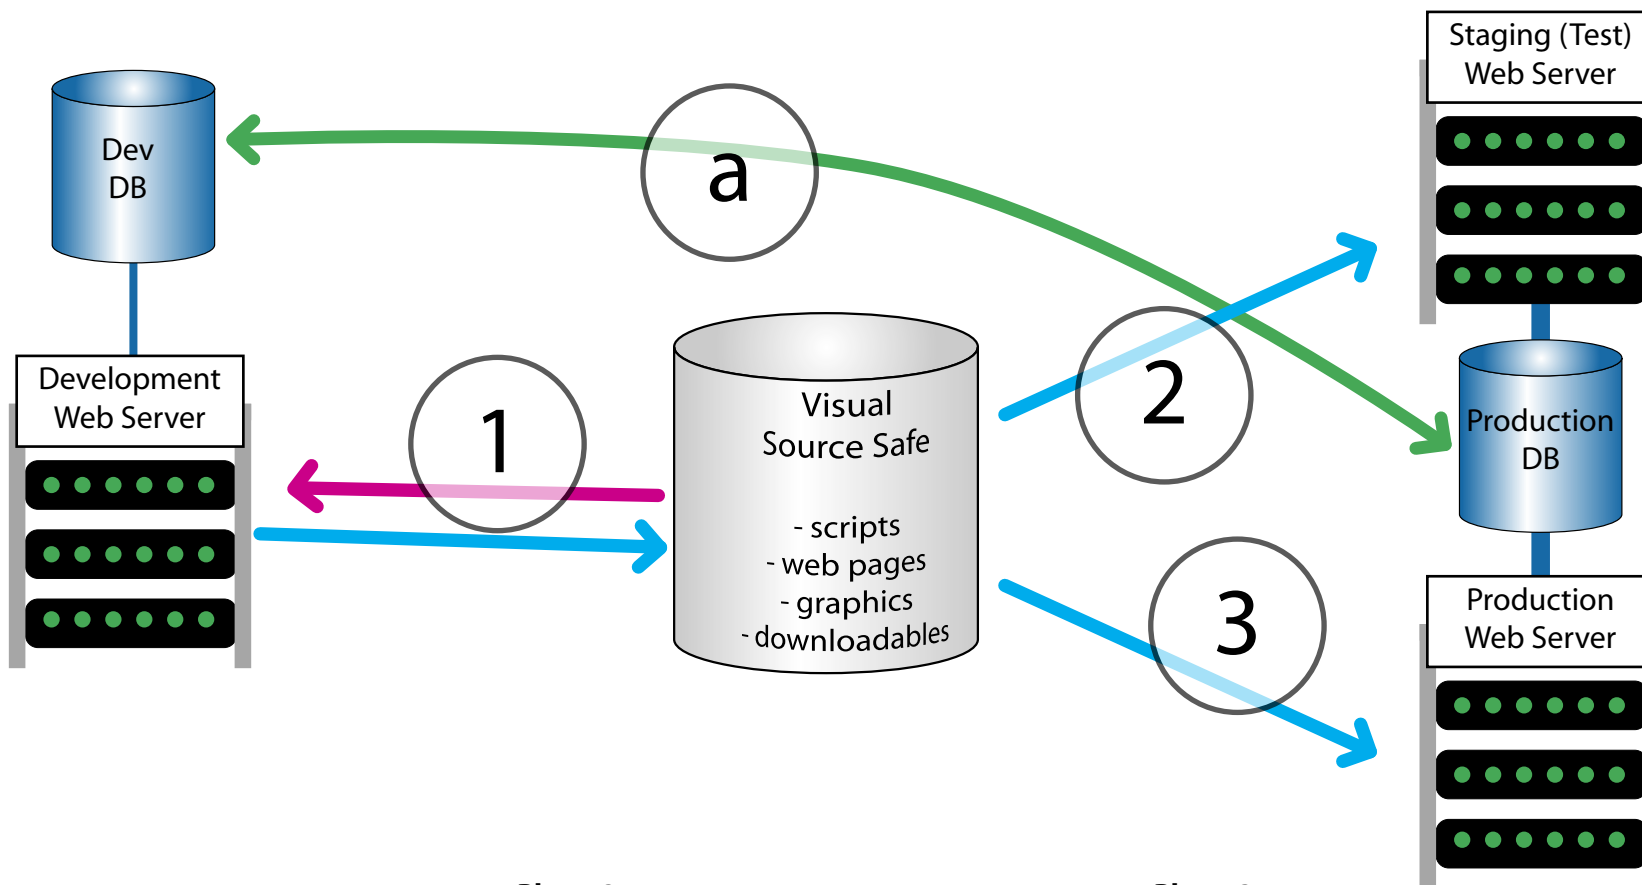 Staging (Test)
Web Server
Dev
DB
a
Development
Web Server
1
Visual
Source Safe
- scripts
- web pages
- graphics
- downloadables
2
Production
DB
3
Production
Web Server